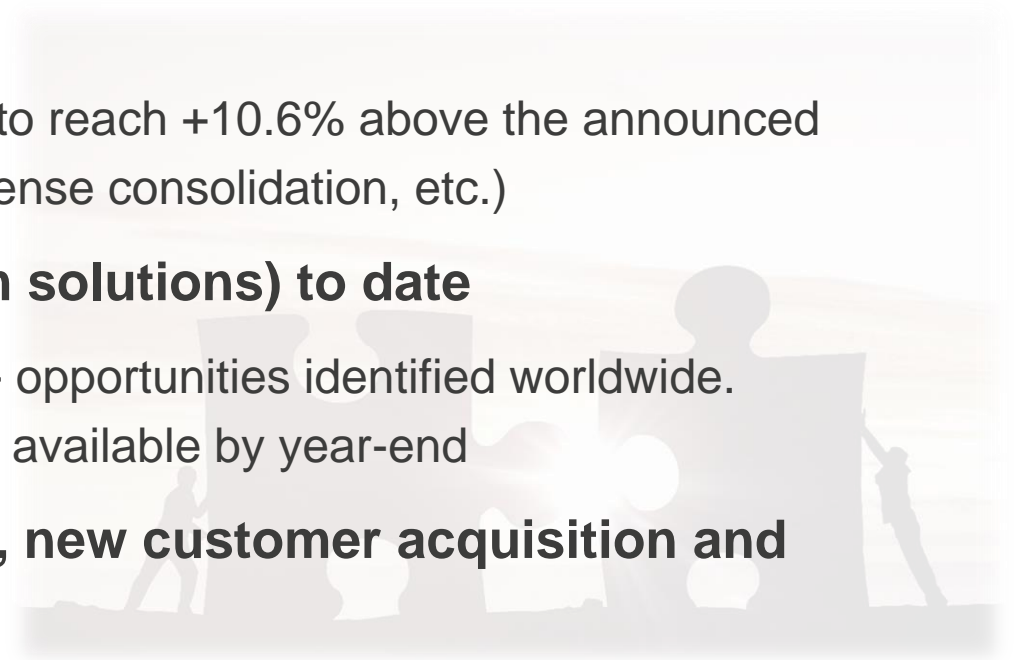 to reach +10.6% above the announced
ense consolidation, etc.)
n solutions) to date
opportunities identified worldwide.
available by year-end
, new customer acquisition and